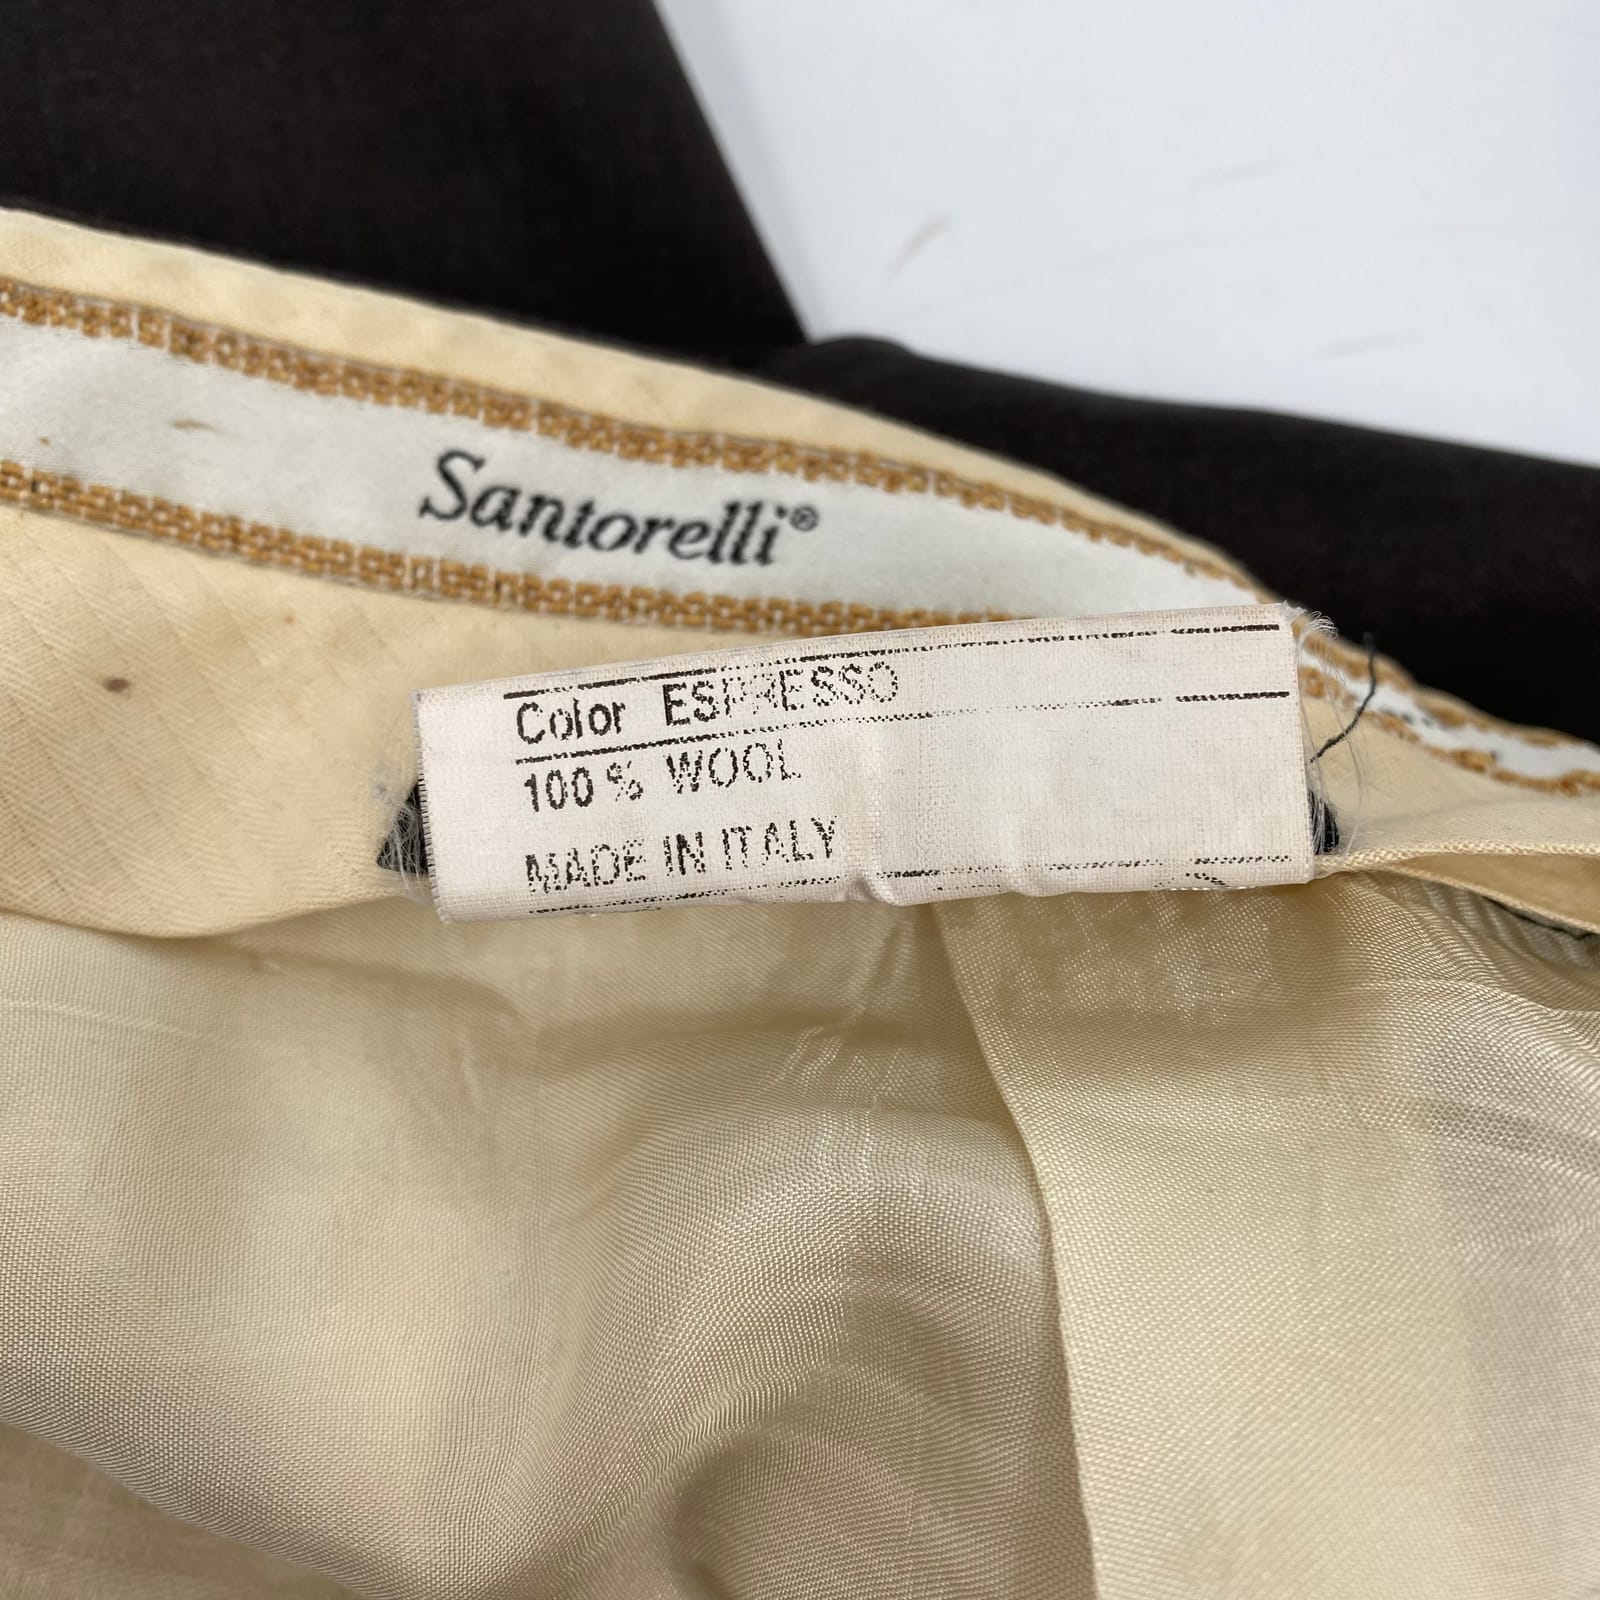 Santorelli®
Color ESPRESSO
100% WOOL
MADE IN ITALY